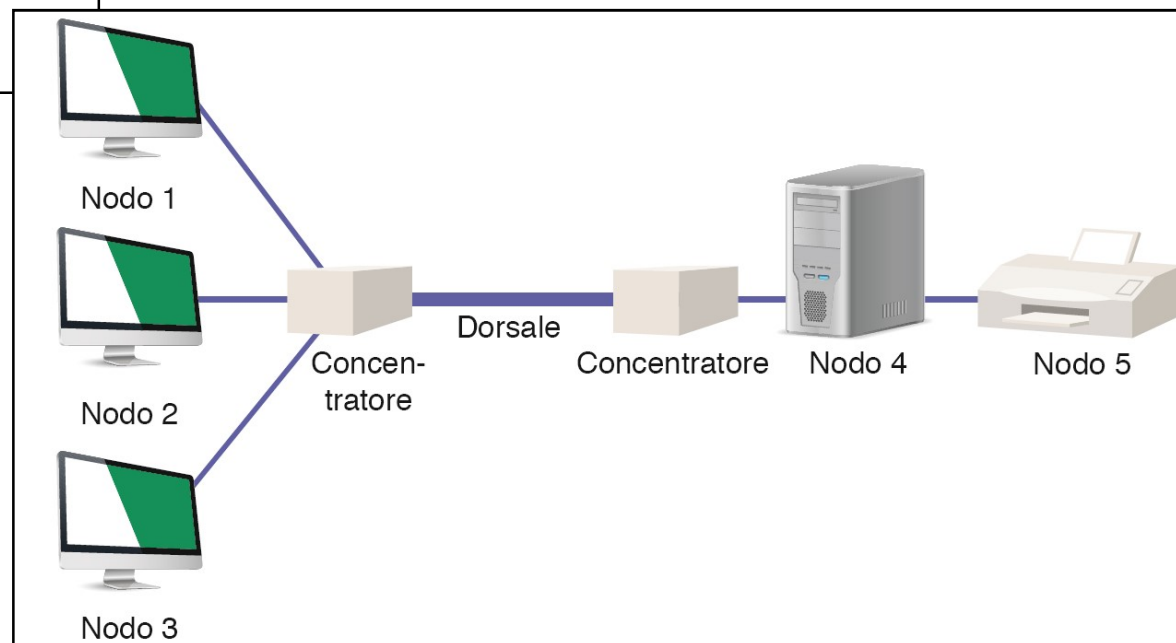 Nodo 1
Nodo 2
Nodo 3
Concen-
tratore
Dorsale
Concentratore
Nodo 4
Nodo 5